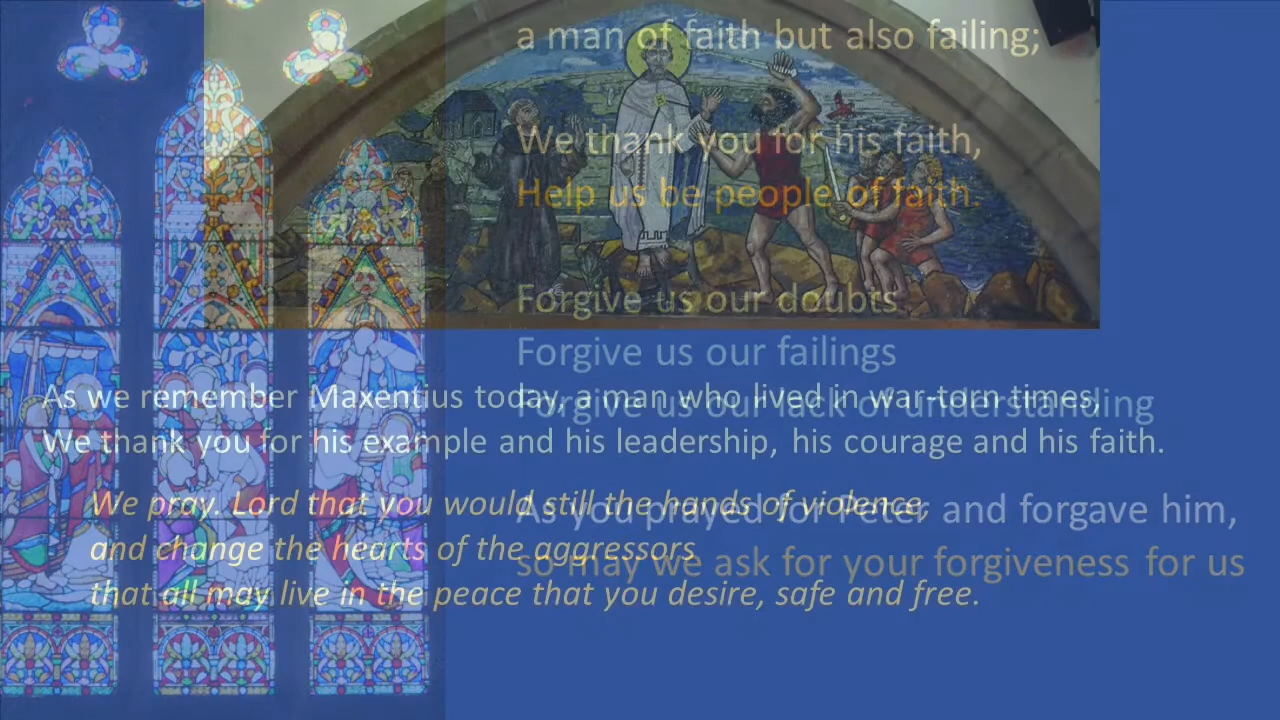 a man of faith but also failing;
We thank you for his faith,
Help us be people of faith.
Forgive us our doubts
Forgive us our failings
Forgive us our lack of understanding
As you prayed for Peter and forgave him,
so may we ask for your forgiveness for us
As we remember Maxentius today, a man who lived in war-torn times,
We thank you for his example and his leadership, his courage and his faith.
We pray. Lord that you would still the hands of violence,
and change the hearts of the aggressors
that all may live in the peace that you desire, safe and free.